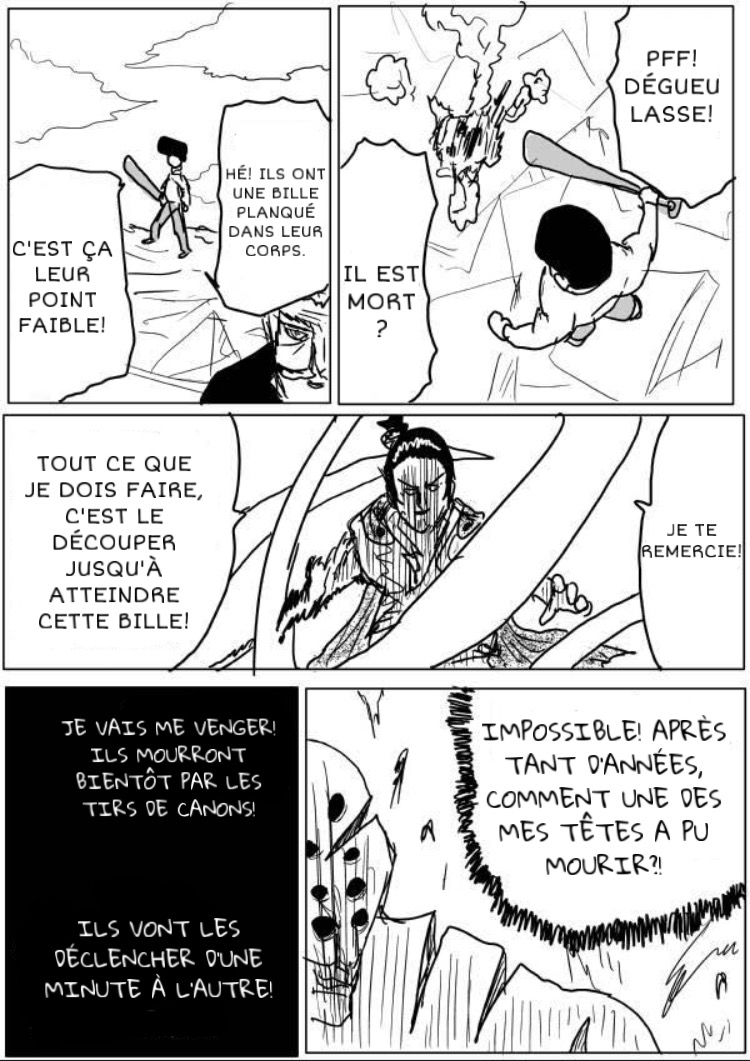 PFF!
DÉGUEU
LASSE!
IL EST
MORT
?
HÉ! ILS ONT
UNE BILLE
PLANQUÉ
DANS LEUR
CORPS.
C'EST ÇA
LEUR
POINT
FAIBLE!
JE TE
REMERCIE!
TOUT CE QUE
JE DOIS FAIRE,
C'EST LE
DÉCOUPER
JUSQU'À
ATTEINDRE
CETTE BILLE!
IMPOSSIBLE! APRÈS
TANT D'ANNÉES,
COMMENT UNE DES
MES TÊTES A PU
MOURIR?!
JE VAIS ME VENGER!
ILS MOURRONT
BIENTÔT PAR LES
TIRS DE CANONS!
ILS VONT LES
DÉCLENCHER D'UNE
MINUTE À L'AUTRE!